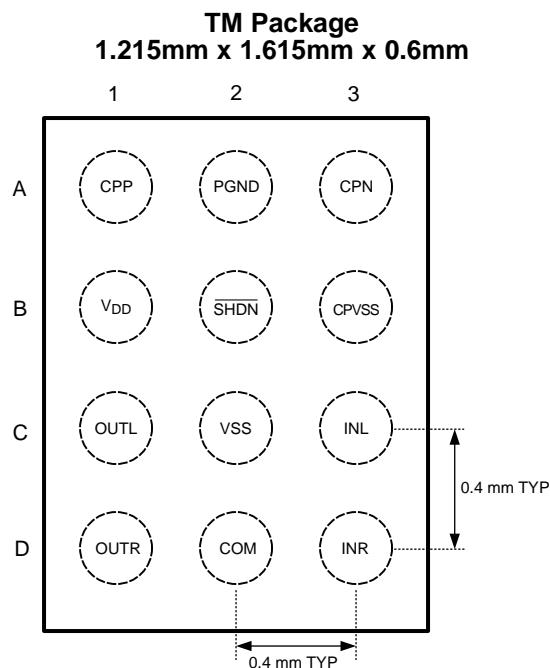 TM Package
1.215mm x 1.615mm x 0.6mm
1 2 3
A CPP PGND CPN
B VDD SHDN CPVSS
C OUTL VSS INL
0.4 mm TYP
D OUTR COM INR
0.4 mm TYP